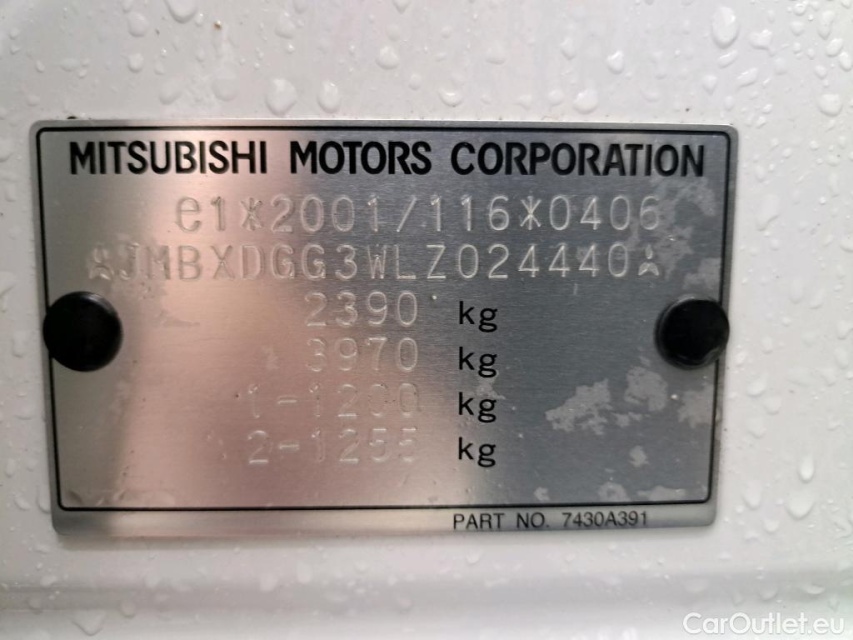 MITSUBISHI MOTORS CORPORATION
e1*2001/116*0406
JMBXDGG3WLZ024440
2390 kg
3970 kg
1-1200 kg
2-1255 kg
PART NO. 7430A391
CarOutlet.eu